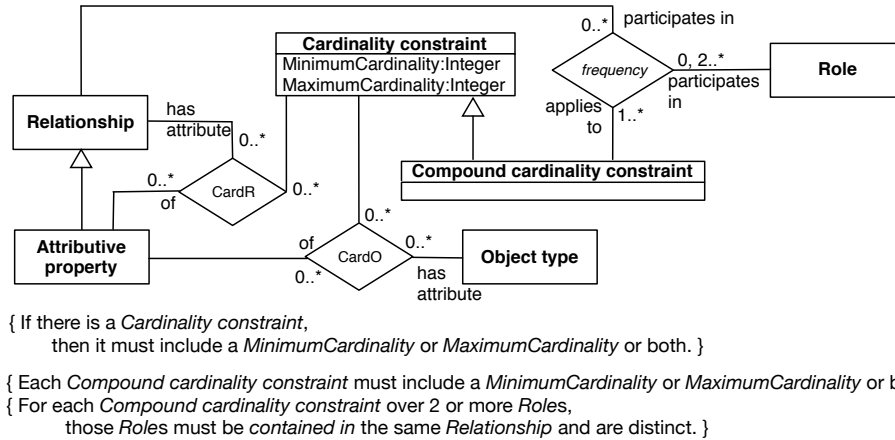 participates in
0..*
Cardinality constraint
MinimumCardinality:Integer
MaximumCardinality:Integer
frequency
0, 2..*
participates
in
Role
Relationship
has
attribute
0..*
applies
to
1..*
Compound cardinality constraint
0..*
of
CardR
0..*
0..*
Attributive
property
of
0..*
CardO
0..*
has
attribute
Object type
{ If there is a Cardinality constraint,
then it must include a MinimumCardinality or MaximumCardinality or both. }
{ Each Compound cardinality constraint must include a MinimumCardinality or MaximumCardinality or b
{ For each Compound cardinality constraint over 2 or more Roles,
those Roles must be contained in the same Relationship and are distinct. }